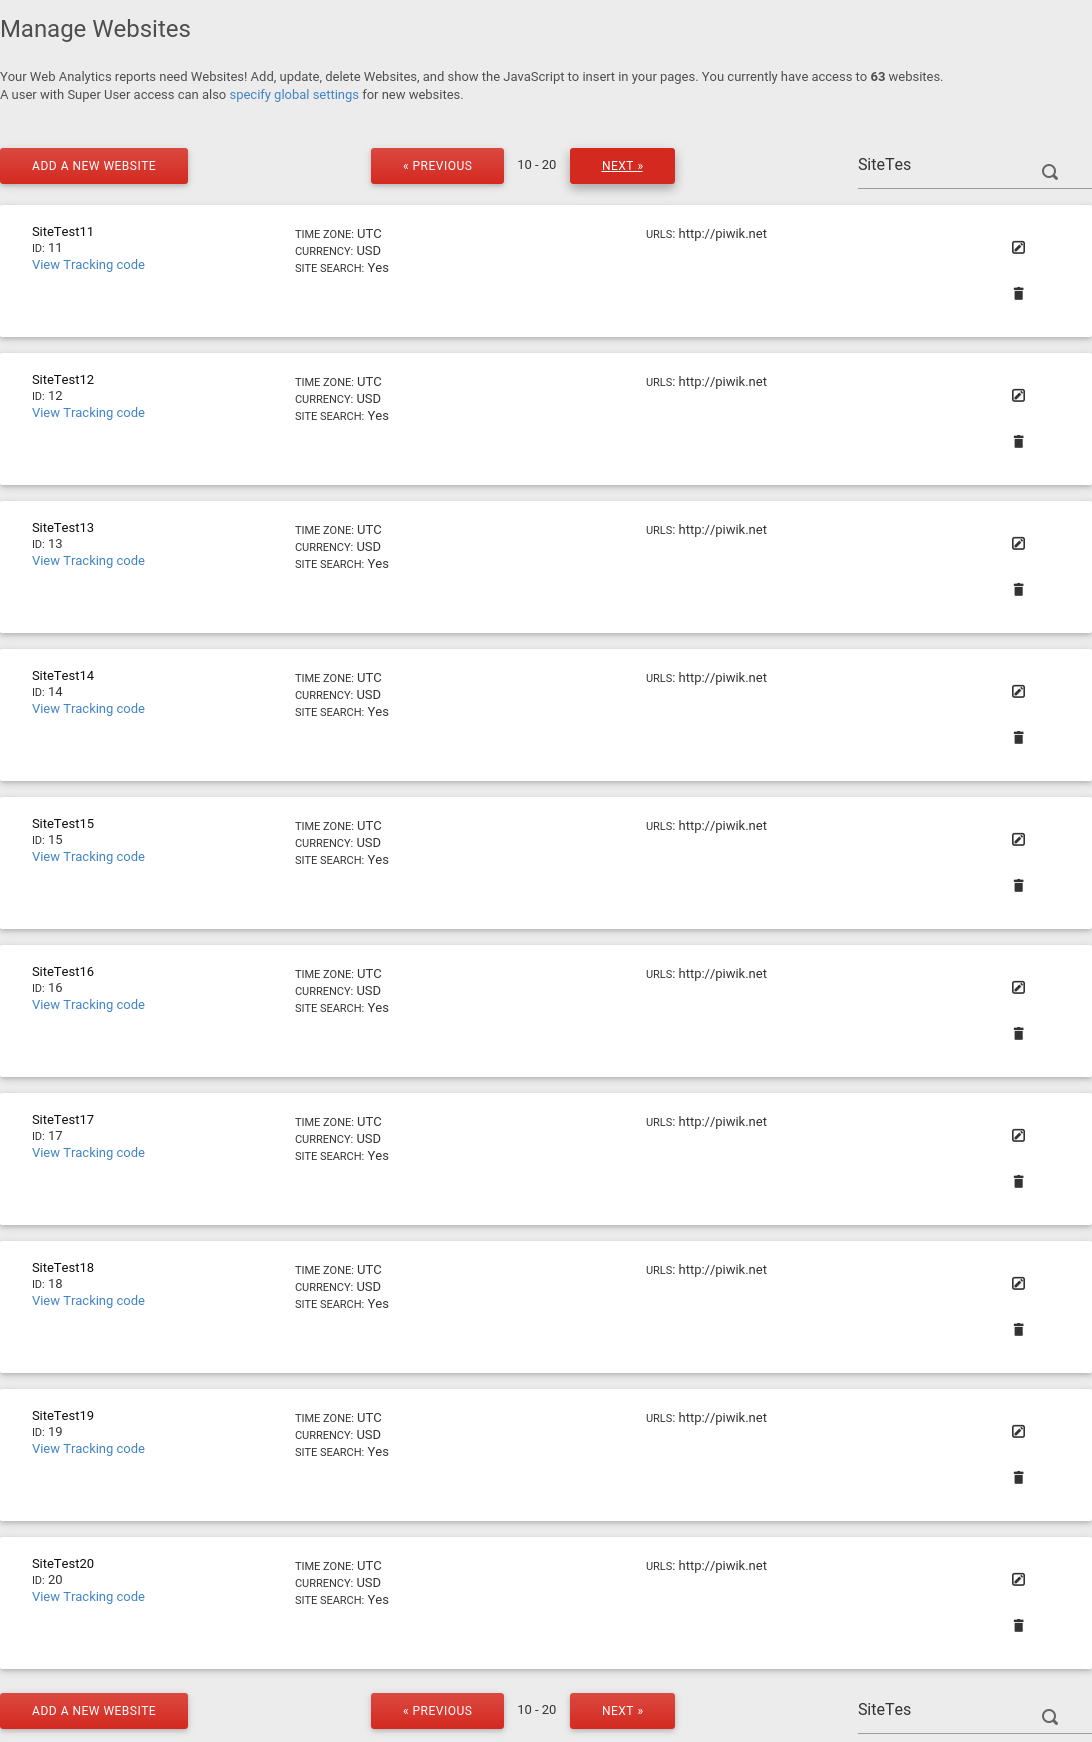 Manage Websites
Your Web Analytics reports need Websites! Add, update, delete Websites, and show the JavaScript to insert in your pages. You currently have access to 63 websites.
A user with Super User access can also specify global settings for new websites.
ADD A NEW WEBSITE « PREVIOUS 10 - 20 NEXT » SiteTes
SiteTest11 TIME ZONE: UTC URLS: http://piwik.net
ID: 11 CURRENCY: USD
View Tracking code SITE SEARCH: Yes
SiteTest12 TIME ZONE: UTC URLS: http://piwik.net
ID: 12 CURRENCY: USD
View Tracking code SITE SEARCH: Yes
SiteTest13 TIME ZONE: UTC URLS: http://piwik.net
ID: 13 CURRENCY: USD
View Tracking code SITE SEARCH: Yes
SiteTest14 TIME ZONE: UTC URLS: http://piwik.net
ID: 14 CURRENCY: USD
View Tracking code SITE SEARCH: Yes
SiteTest15 TIME ZONE: UTC URLS: http://piwik.net
ID: 15 CURRENCY: USD
View Tracking code SITE SEARCH: Yes
SiteTest16 TIME ZONE: UTC URLS: http://piwik.net
ID: 16 CURRENCY: USD
View Tracking code SITE SEARCH: Yes
SiteTest17 TIME ZONE: UTC URLS: http://piwik.net
ID: 17 CURRENCY: USD
View Tracking code SITE SEARCH: Yes
SiteTest18 TIME ZONE: UTC URLS: http://piwik.net
ID: 18 CURRENCY: USD
View Tracking code SITE SEARCH: Yes
SiteTest19 TIME ZONE: UTC URLS: http://piwik.net
ID: 19 CURRENCY: USD
View Tracking code SITE SEARCH: Yes
SiteTest20 TIME ZONE: UTC URLS: http://piwik.net
ID: 20 CURRENCY: USD
View Tracking code SITE SEARCH: Yes
ADD A NEW WEBSITE « PREVIOUS 10 - 20 NEXT » SiteTes